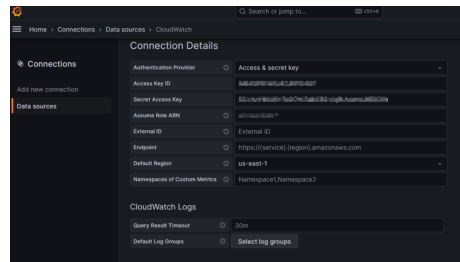 Search or jump to...
ctrl+k
Home › Connections › Data sources › CloudWatch
Connections
Add new connection
Data sources
Connection Details
Authentication Provider
Access & secret key
Access Key ID
Secret Access Key
Assume Role ARN
External ID
External ID
Endpoint
https://{service}.{region}.amazonaws.com
Default Region
us-east-1
Namespaces of Custom Metrics
Namespace1,Namespace2
CloudWatch Logs
Query Result Timeout
30m
Default Log Groups
Select log groups